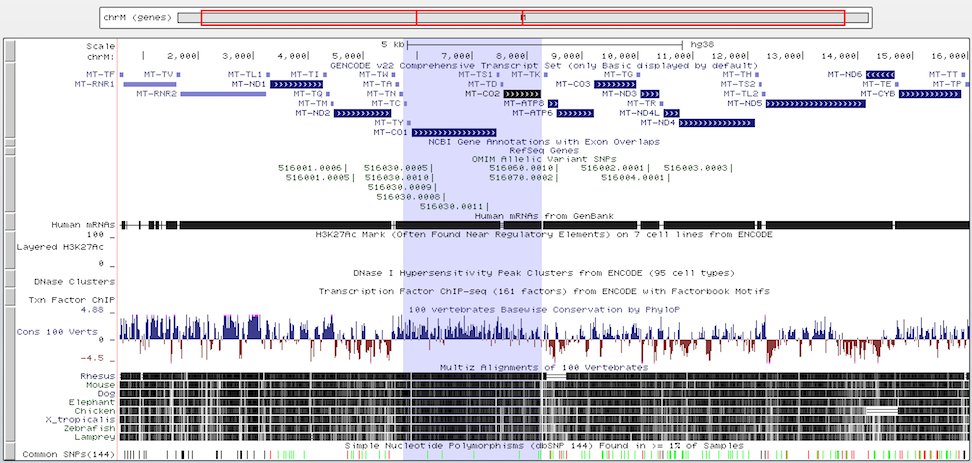 chrM (genes) M
Scale 5 kb hg38
chrM: 2,000 3,000 4,000 5,000 7,000 8,000 9,000 10,000 11,000 12,000 13,000 14,000 15,000 16,000
GENCODE v22 Comprehensive Transcript Set (only Basic displayed by default)
MT-TF MT-TV MT-TL1 MT-TI MT-TW MT-TS1 MT-TK MT-TG MT-TH MT-ND6 MT-TT
MT-RNR1 MT-ND1 MT-TA MT-TD MT-CO3 MT-TS2 MT-TE MT-TP
MT-RNR2 MT-TQ MT-TN MT-CO2 MT-ND3 MT-TL2 MT-CYB
MT-TM MT-TC MT-ATP8 MT-TR MT-ND5
MT-ND2 MT-ATP6 MT-ND4L
MT-TY MT-ND4
MT-CO1
NCBI Gene Annotations with Exon Overlaps
RefSeq Genes
OMIM Allelic Variant SNPs
516001.0006 516030.0005 516060.0010 516002.0001 516003.0003
516001.0005 516030.0010 516070.0002 516004.0001
516030.0009
516030.0008
516030.0011
Human mRNAs from GenBank
Human mRNAs
H3K27Ac Mark (Often Found Near Regulatory Elements) on 7 cell lines from ENCODE
100
Layered H3K27Ac
0
DNase I Hypersensitivity Peak Clusters from ENCODE (95 cell types)
DNase Clusters
Transcription Factor ChIP-seq (161 factors) from ENCODE with Factorbook Motifs
Txn Factor ChIP
100 vertebrates Basewise Conservation by PhyloP
4.88
Cons 100 Verts
0
-4.5
Multiz Alignments of 100 Vertebrates
Rhesus
Mouse
Dog
Elephant
Chicken
X_tropicalis
Zebrafish
Lamprey
Simple Nucleotide Polymorphisms (dbSNP 144) Found in >= 1% of Samples
Common SNPs(144)